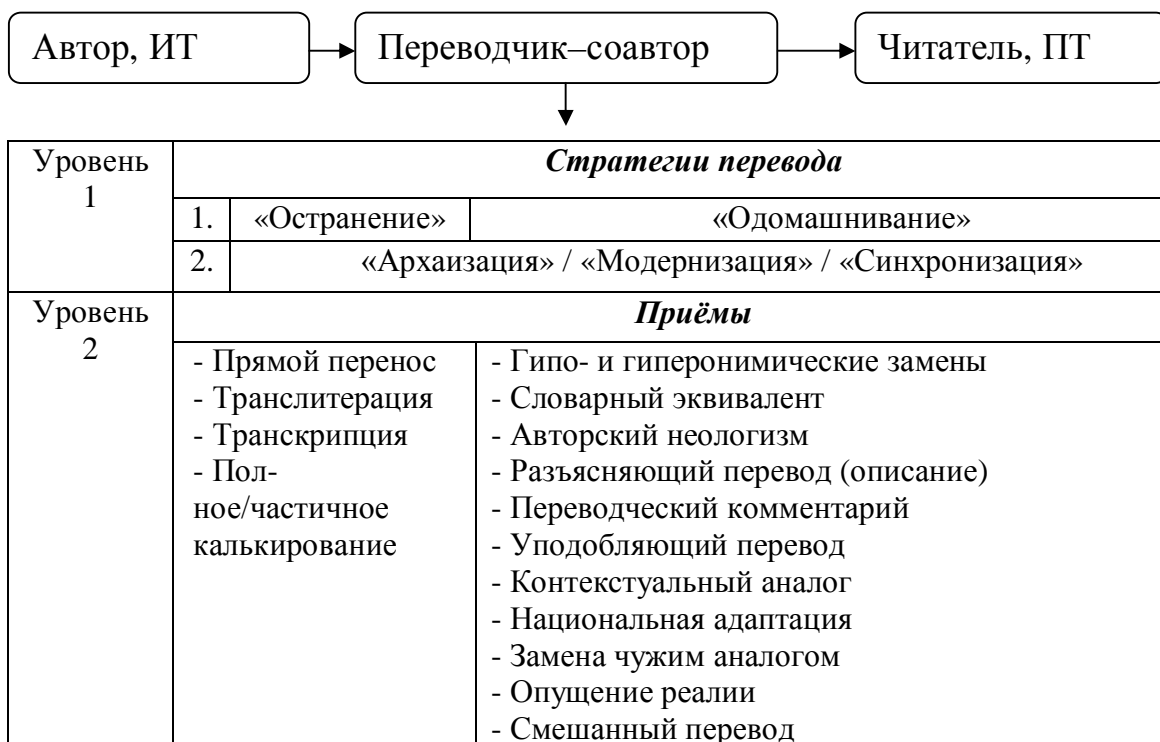 Автор, ИТ
Переводчик–соавтор
Читатель, ПТ
Уровень
1
Стратегии перевода
1.
«Остранение»
«Одомашнивание»
2.
«Архаизация» / «Модернизация» / «Синхронизация»
Уровень
2
Приёмы
- Прямой перенос
- Транслитерация
- Транскрипция
- Пол-
ное/частичное
калькирование
- Гипо- и гиперонимические замены
- Словарный эквивалент
- Авторский неологизм
- Разъясняющий перевод (описание)
- Переводческий комментарий
- Уподобляющий перевод
- Контекстуальный аналог
- Национальная адаптация
- Замена чужим аналогом
- Опущение реалии
- Смешанный перевод